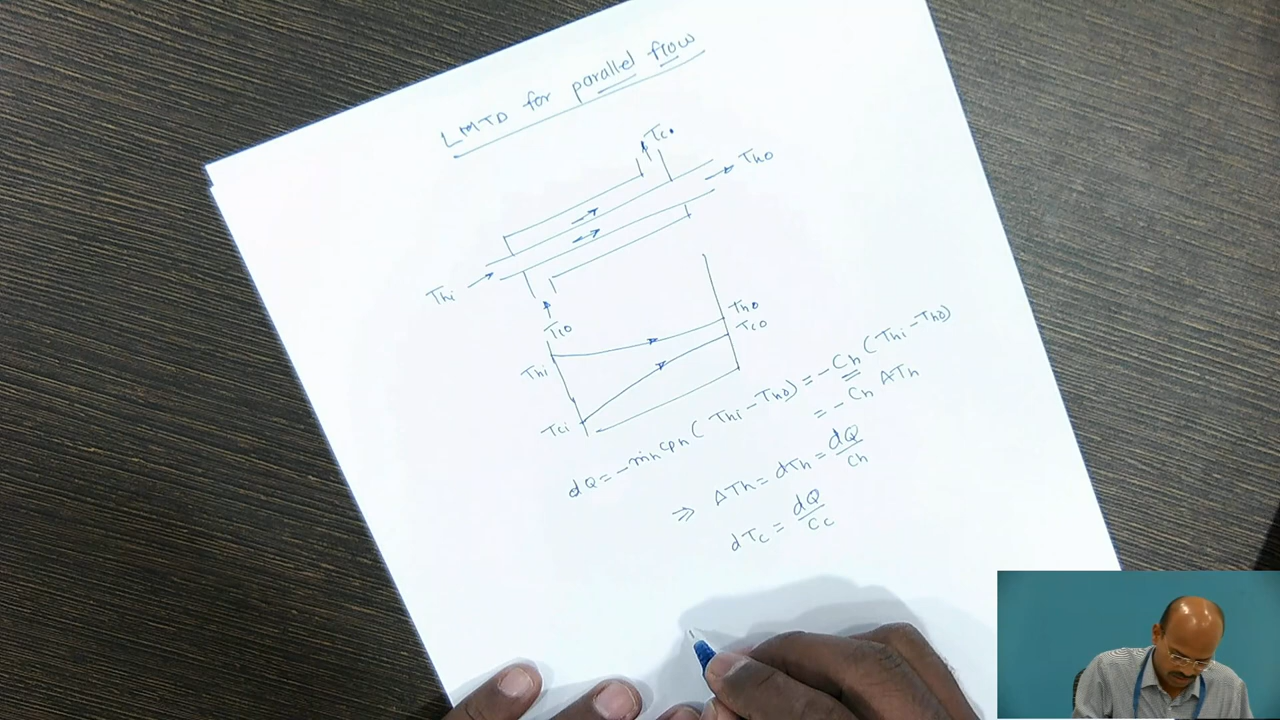 LMTD for parallel flow
Tco
Tho
Thi
Tco
Tho
Tco
Thi
Tci
dQ = -ṁh cph (Thi - Tho) = -Ch (Thi - Tho)
= -Ch ΔTh
⇒ ΔTh = dTh = dQ/Ch
dTc = dQ/Cc